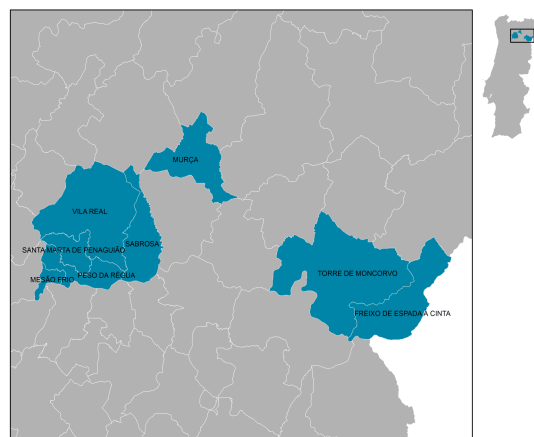 MURÇA
VILA REAL
SABROSA
SANTA MARTA DE PENAGUIÃO
MESÃO FRIO
PESO DA RÉGUA
TORRE DE MONCORVO
FREIXO DE ESPADA À CINTA